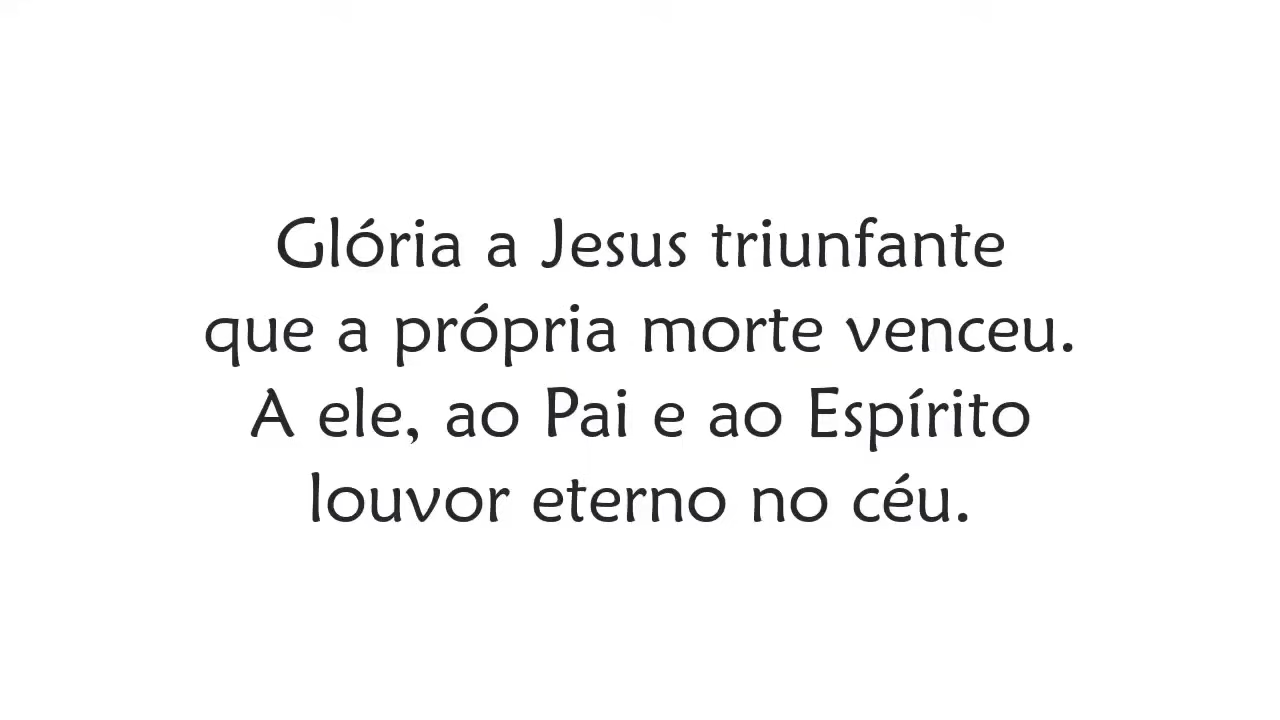 Glória a Jesus triunfante
que a própria morte venceu.
A ele, ao Pai e ao Espírito
louvor eterno no céu.